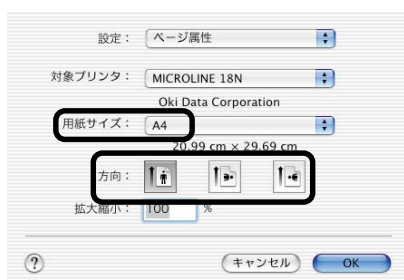 設定： ページ属性
対象プリンタ： MICROLINE 18N
Oki Data Corporation
用紙サイズ： A4
20.99 cm × 29.69 cm
方向：
拡大縮小： 100 %
? キャンセル OK